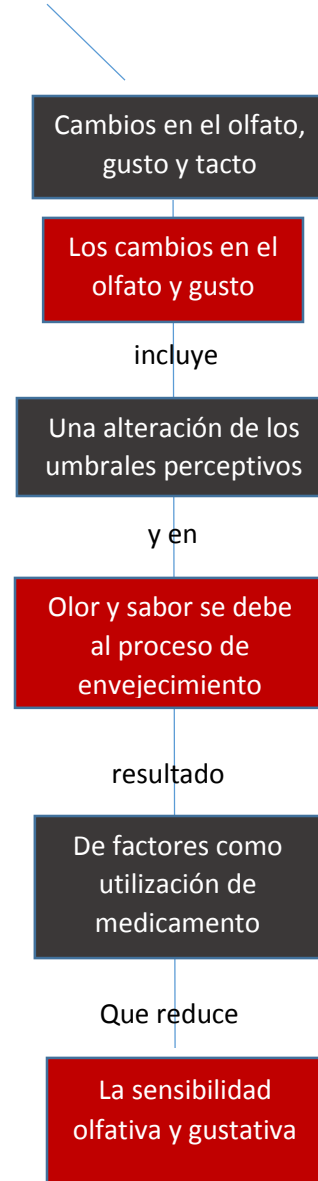 Cambios en el olfato,
gusto y tacto
Los cambios en el
olfato y gusto
incluye
Una alteración de los
umbrales perceptivos
y en
Olor y sabor se debe
al proceso de
envejecimiento
resultado
De factores como
utilización de
medicamento
Que reduce
La sensibilidad
olfativa y gustativa